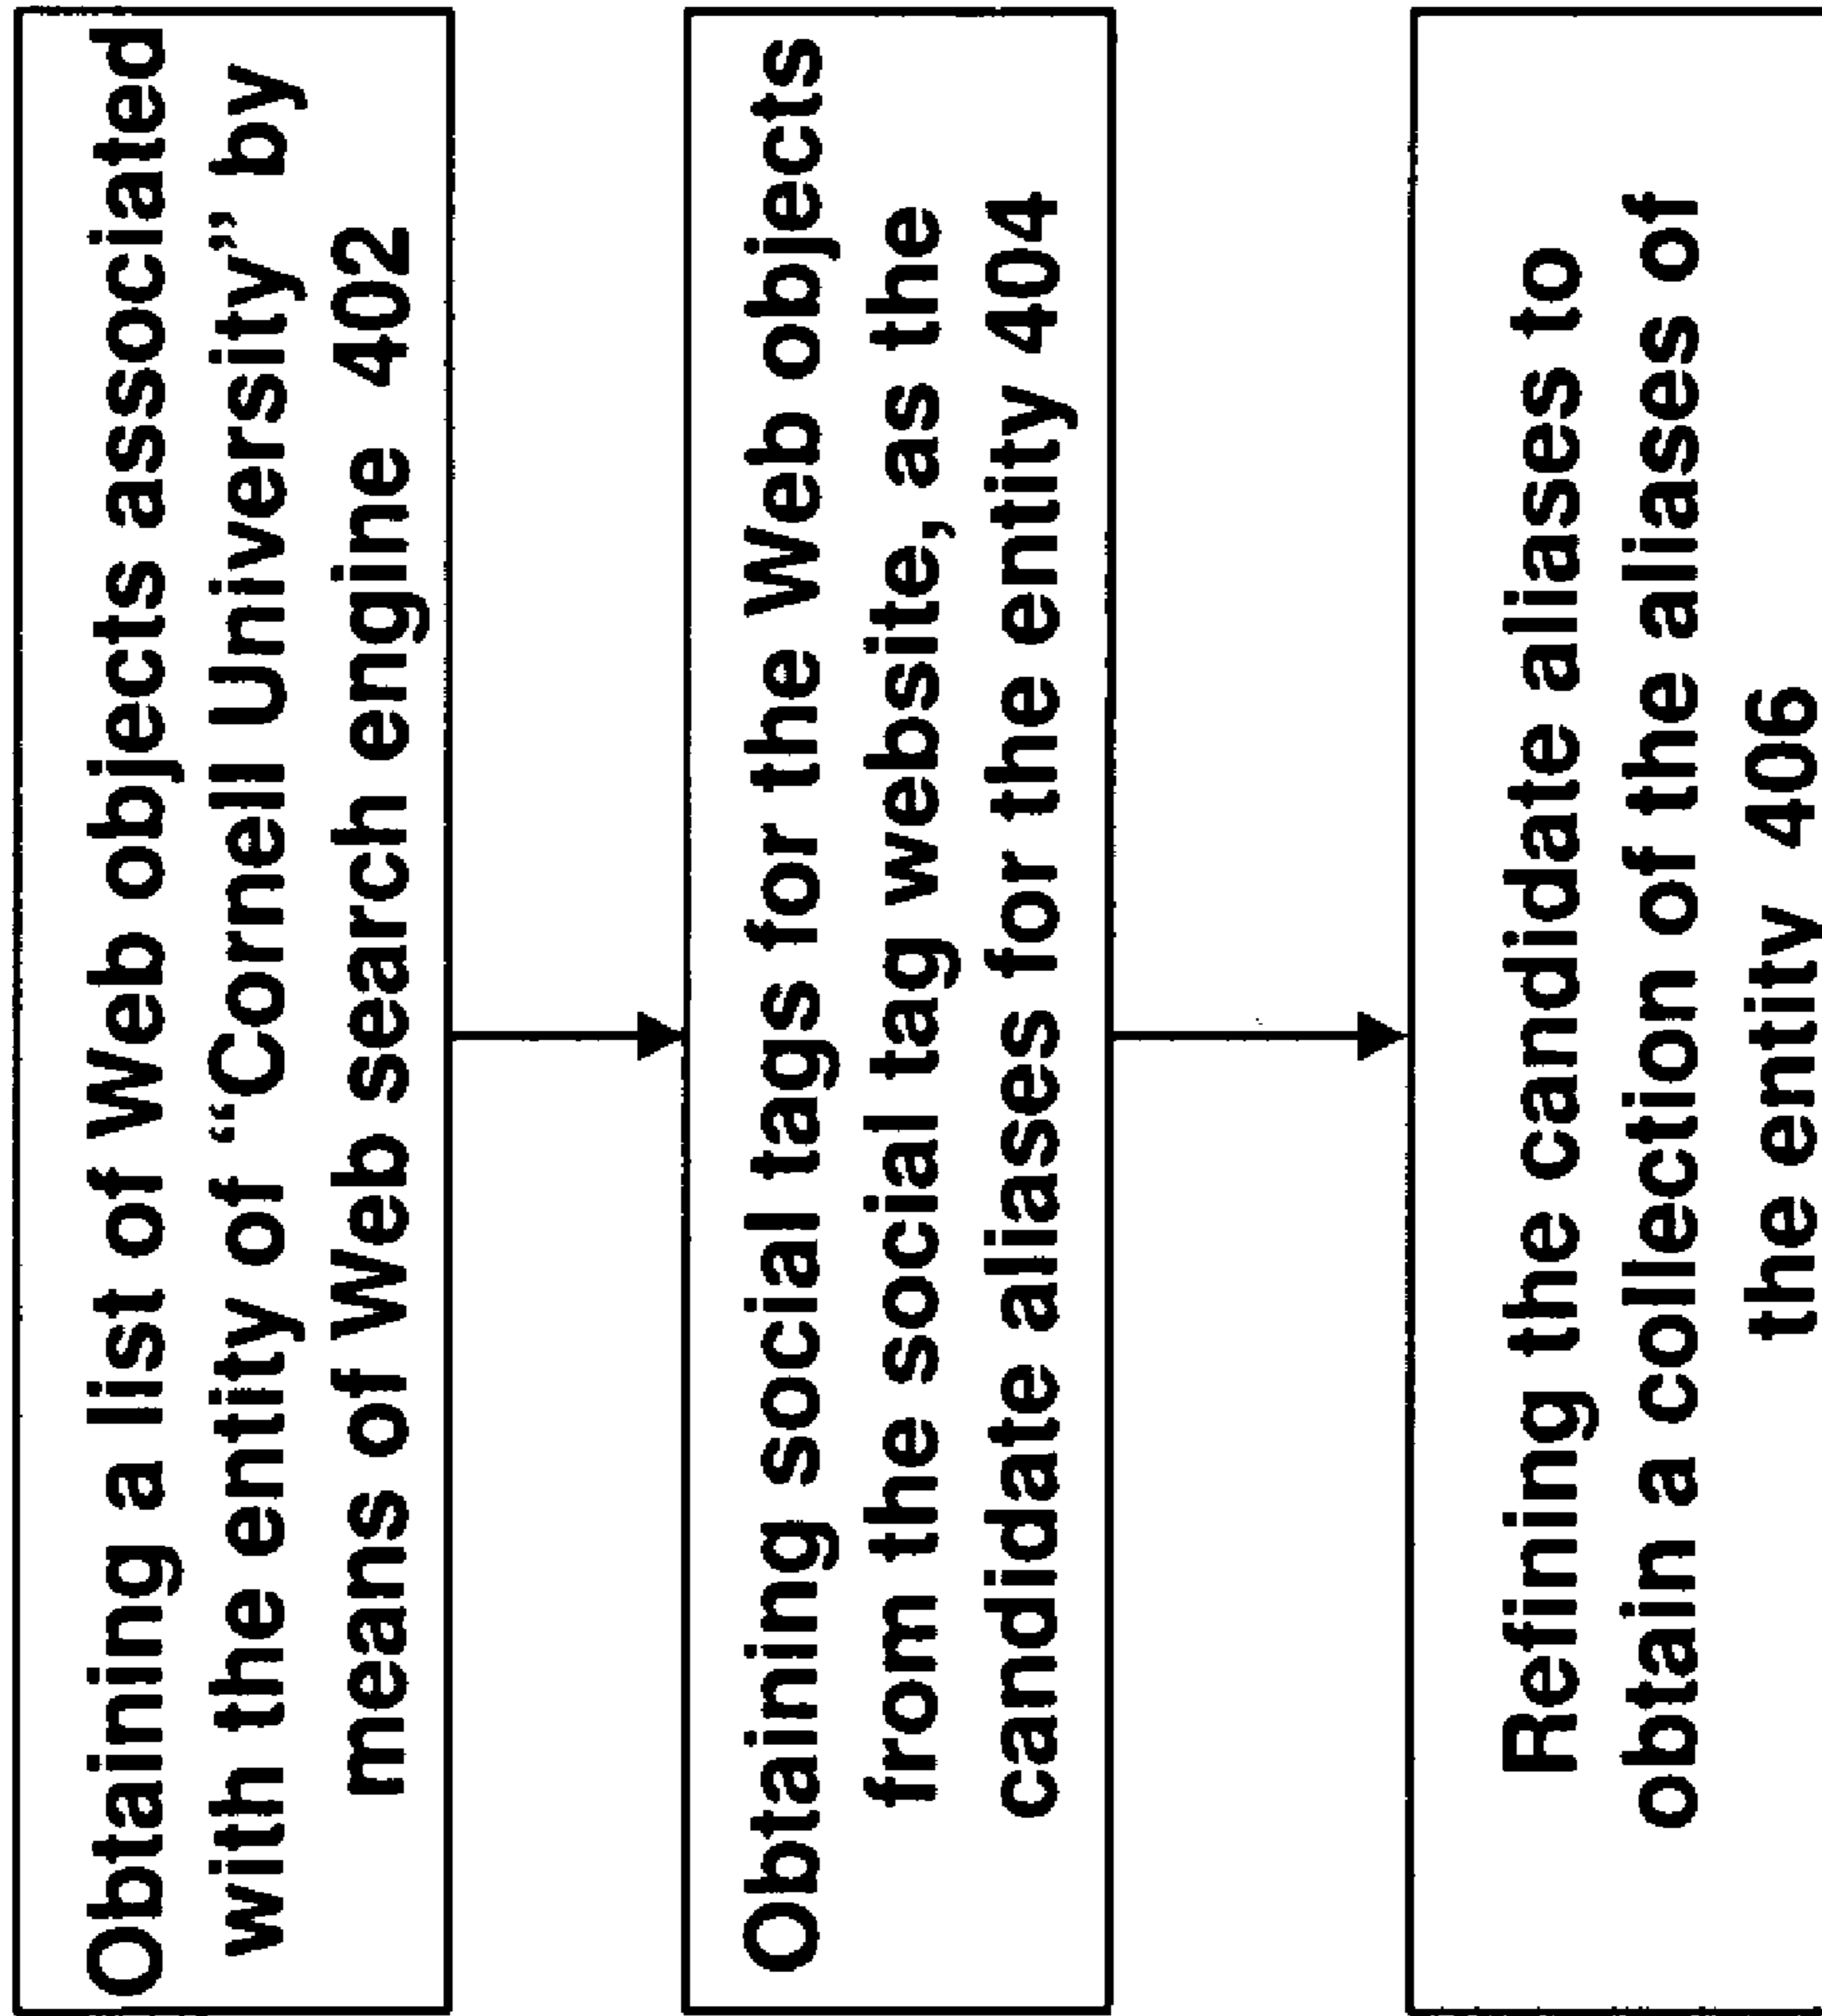 Obtaining a list of Web objects associated
with the entity of “Cornell University” by
means of Web search engine 402
Obtaining social tags for the Web objects
from the social tag website, as the
candidate aliases for the entity 404
Refining the candidate aliases to
obtain a collection of the aliases of
the entity 406